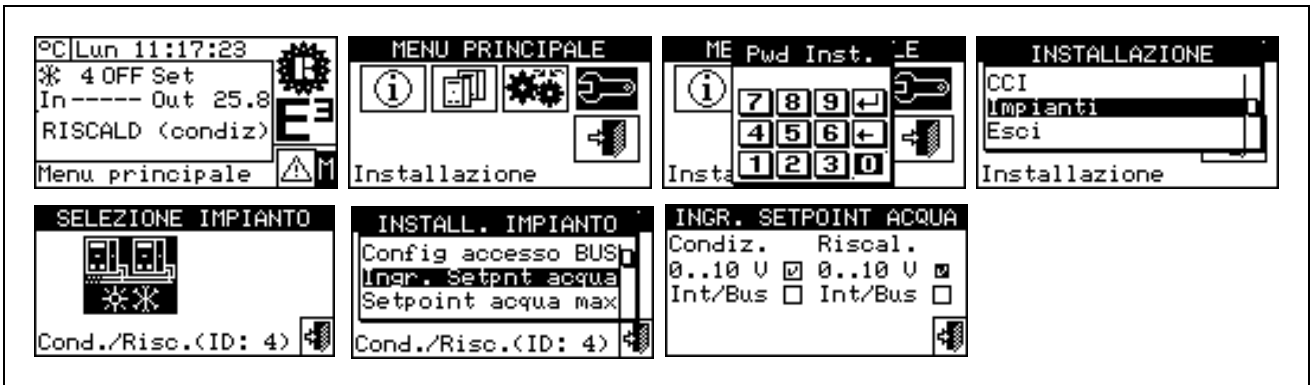 °C Lun 11:17:23
4 OFF Set
In ----- Out 25.8
RISCALD (condiz)
E3
Menu principale M
MENU PRINCIPALE
i
Installazione
ME Pwd Inst. LE
i
7 8 9 ↵
4 5 6 ←
1 2 3 0
Insta
INSTALLAZIONE
CCI
Impianti
Esci
Installazione
SELEZIONE IMPIANTO
Cond./Risc.(ID: 4)
INSTALL. IMPIANTO
Config accesso BUS
Ingr. Setpnt acqua
Setpoint acqua max
Cond./Risc.(ID: 4)
INGR. SETPOINT ACQUA
Condiz. Riscal.
0..10 V ☑ 0..10 V ☑
Int/Bus ☐ Int/Bus ☐